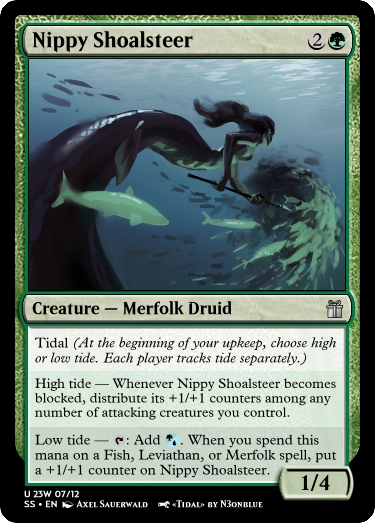 Nippy Shoalsteer 2
Creature — Merfolk Druid
Tidal (At the beginning of your upkeep, choose high
or low tide. Each player tracks tide separately.)
High tide — Whenever Nippy Shoalsteer becomes
blocked, distribute its +1/+1 counters among any
number of attacking creatures you control.
Low tide — : Add . When you spend this
mana on a Fish, Leviathan, or Merfolk spell, put
a +1/+1 counter on Nippy Shoalsteer.
1/4
U 23W 07/12
SS • EN Axel Sauerwald «Tidal» by N3onblue